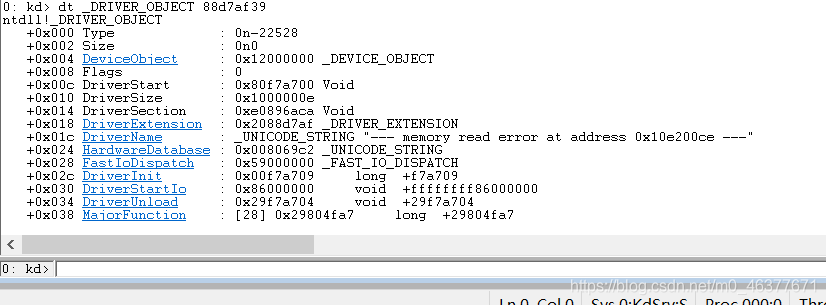 0: kd> dt _DRIVER_OBJECT 88d7af39
ntdll!_DRIVER_OBJECT
+0x000 Type : 0n-22528
+0x002 Size : 0n0
+0x004 DeviceObject : 0x12000000 _DEVICE_OBJECT
+0x008 Flags : 0
+0x00c DriverStart : 0x80f7a700 Void
+0x010 DriverSize : 0x1000000e
+0x014 DriverSection : 0xe0896aca Void
+0x018 DriverExtension : 0x2088d7af _DRIVER_EXTENSION
+0x01c DriverName : _UNICODE_STRING "--- memory read error at address 0x10e200ce ---"
+0x024 HardwareDatabase : 0x008069c2 _UNICODE_STRING
+0x028 FastIoDispatch : 0x59000000 _FAST_IO_DISPATCH
+0x02c DriverInit : 0x00f7a709 long +f7a709
+0x030 DriverStartIo : 0x86000000 void +ffffffff86000000
+0x034 DriverUnload : 0x29f7a704 void +29f7a704
+0x038 MajorFunction : [28] 0x29804fa7 long +29804fa7
0: kd>
https://blog.csdn.net/m0_46377671
Ln 0, Col 0 Sys 0:KdSrv:S Proc 000:0